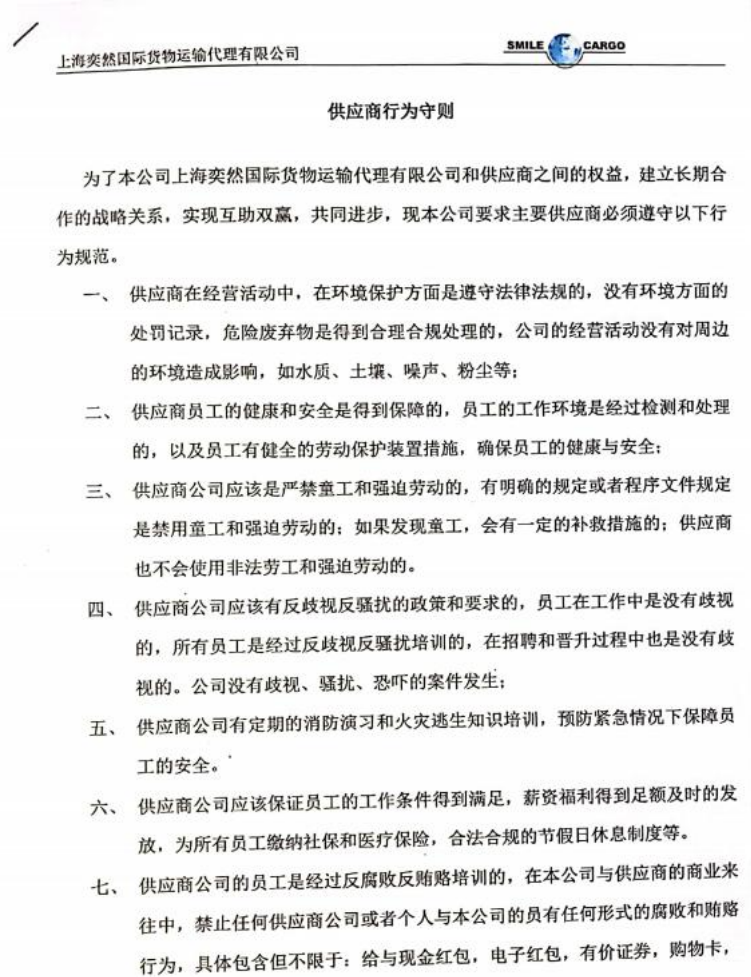 上海奕然国际货物运输代理有限公司
SMILE CARGO
供应商行为守则
为了本公司上海奕然国际货物运输代理有限公司和供应商之间的权益，建立长期合
作的战略关系，实现互助双赢，共同进步，现本公司要求主要供应商必须遵守以下行
为规范。
一、 供应商在经营活动中，在环境保护方面是遵守法律法规的，没有环境方面的
处罚记录，危险废弃物是得到合理合规处理的，公司的经营活动没有对周边
的环境造成影响，如水质、土壤、噪声、粉尘等；
二、 供应商员工的健康和安全是得到保障的，员工的工作环境是经过检测和处理
的，以及员工有健全的劳动保护装置措施，确保员工的健康与安全；
三、 供应商公司应该是严禁童工和强迫劳动的，有明确的规定或者程序文件规定
是禁用童工和强迫劳动的；如果发现童工，会有一定的补救措施的；供应商
也不会使用非法劳工和强迫劳动的。
四、 供应商公司应该有反歧视反骚扰的政策和要求的，员工在工作中是没有歧视
的，所有员工是经过反歧视反骚扰培训的，在招聘和晋升过程中也是没有歧
视的。公司没有歧视、骚扰、恐吓的案件发生；
五、 供应商公司有定期的消防演习和火灾逃生知识培训，预防紧急情况下保障员
工的安全。
六、 供应商公司应该保证员工的工作条件得到满足，薪资福利得到足额及时的发
放，为所有员工缴纳社保和医疗保险，合法合规的节假日休息制度等。
七、 供应商公司的员工是经过反腐败反贿赂培训的，在本公司与供应商的商业来
往中，禁止任何供应商公司或者个人与本公司的员有任何形式的腐败和贿赂
行为，具体包含但不限于：给与现金红包，电子红包，有价证券，购物卡，